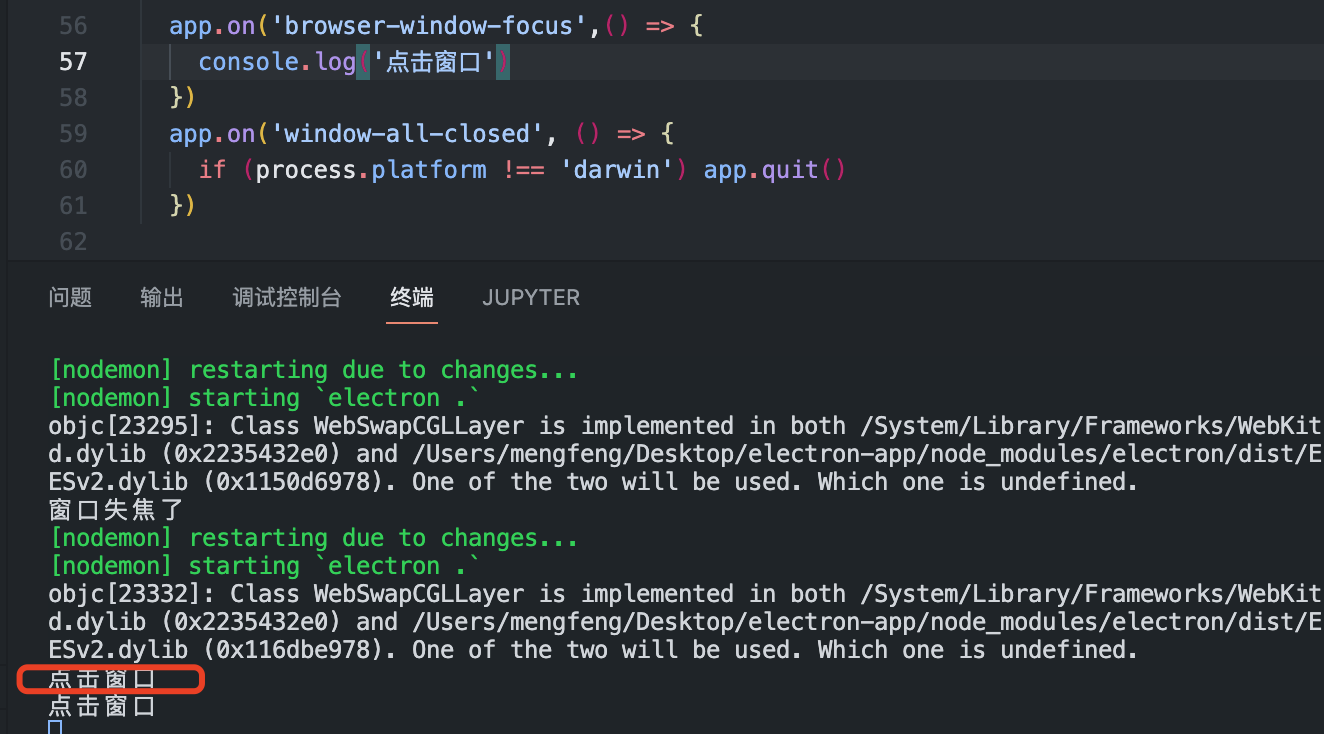 56 app.on('browser-window-focus',() => {
57 console.log('点击窗口')
58 })
59 app.on('window-all-closed', () => {
60 if (process.platform !== 'darwin') app.quit()
61 })
62
问题 输出 调试控制台 终端 JUPYTER
[nodemon] restarting due to changes...
[nodemon] starting `electron .`
objc[23295]: Class WebSwapCGLLayer is implemented in both /System/Library/Frameworks/WebKit
d.dylib (0x2235432e0) and /Users/mengfeng/Desktop/electron-app/node_modules/electron/dist/E
ESv2.dylib (0x1150d6978). One of the two will be used. Which one is undefined.
窗口失焦了
[nodemon] restarting due to changes...
[nodemon] starting `electron .`
objc[23332]: Class WebSwapCGLLayer is implemented in both /System/Library/Frameworks/WebKit
d.dylib (0x2235432e0) and /Users/mengfeng/Desktop/electron-app/node_modules/electron/dist/E
ESv2.dylib (0x116dbe978). One of the two will be used. Which one is undefined.
点击窗口
点击窗口